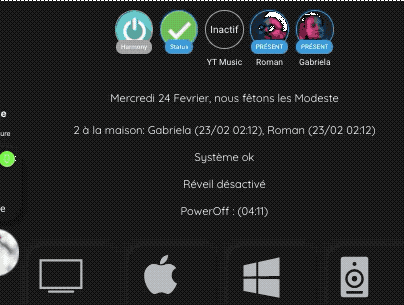 Harmony
Status
Inactif
PRÉSENT
PRÉSENT
YT Music
Roman
Gabriela
Mercredi 24 Fevrier, nous fêtons les Modeste
2 à la maison: Gabriela (23/02 02:12), Roman (23/02 02:12)
Système ok
Réveil désactivé
PowerOff : (04:11)